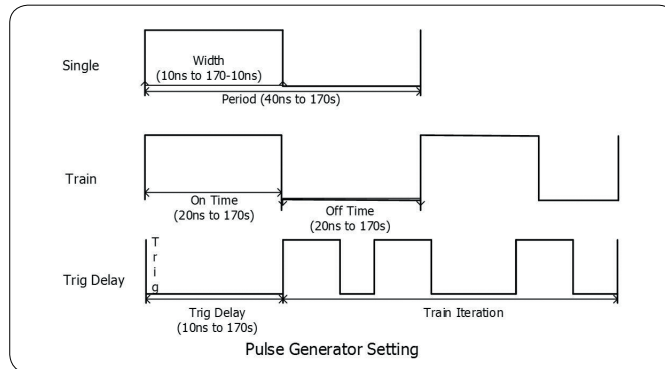 Single
Width
(10ns to 170-10ns)
Period (40ns to 170s)
Train
On Time
(20ns to 170s)
Off Time
(20ns to 170s)
Trig
Trig Delay
Trig Delay
(10ns to 170s)
Train Iteration
Pulse Generator Setting